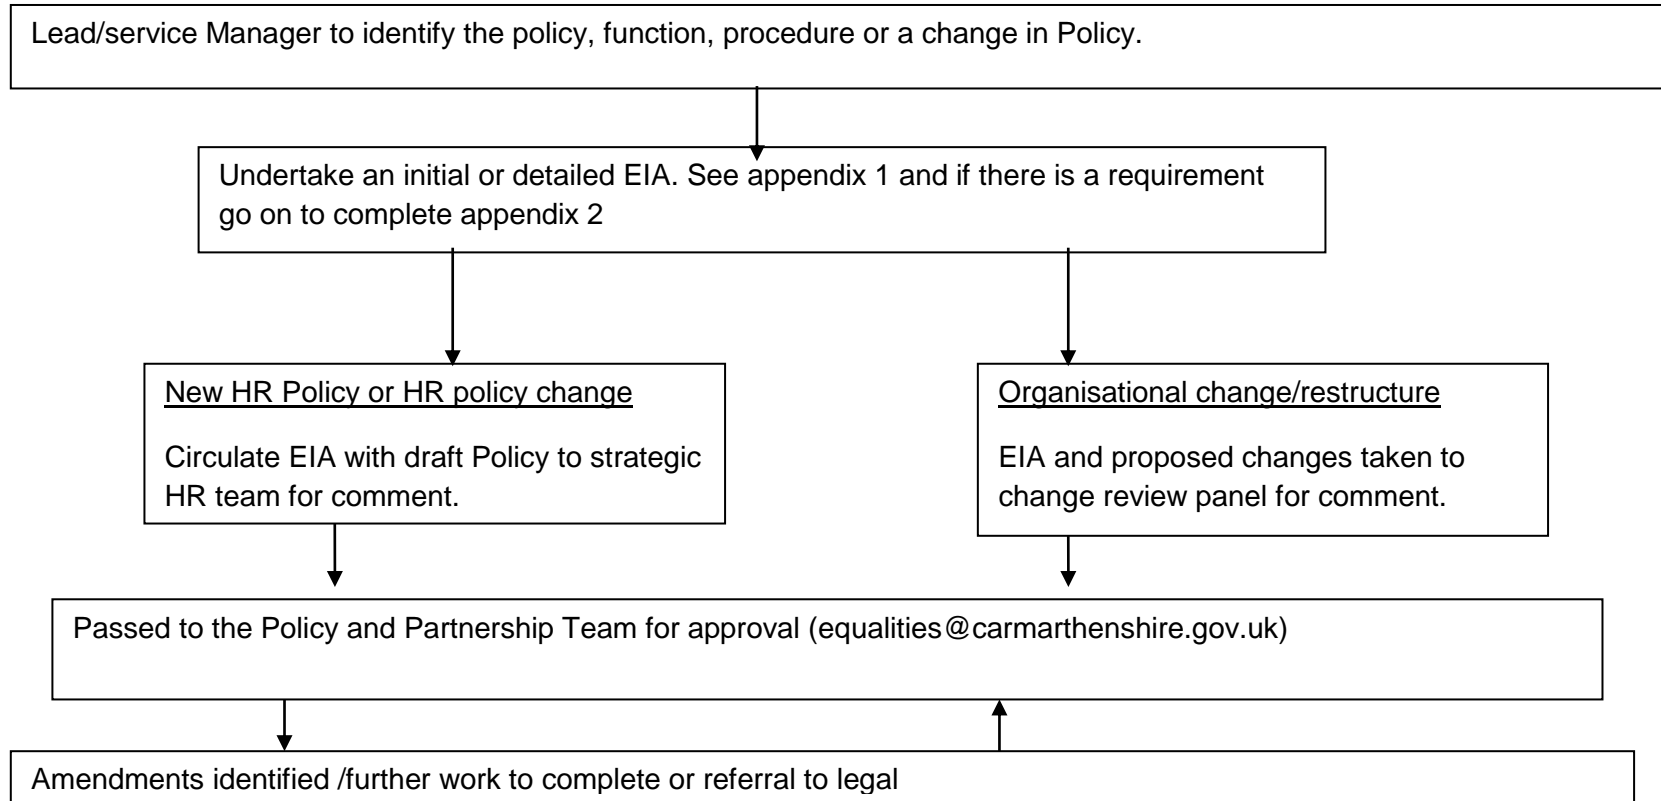 Lead/service Manager to identify the policy, function, procedure or a change in Policy.
Undertake an initial or detailed EIA. See appendix 1 and if there is a requirement
go on to complete appendix 2
New HR Policy or HR policy change
Circulate EIA with draft Policy to strategic
HR team for comment.
Organisational change/restructure
EIA and proposed changes taken to
change review panel for comment.
Passed to the Policy and Partnership Team for approval (equalities@carmarthenshire.gov.uk)
Amendments identified /further work to complete or referral to legal